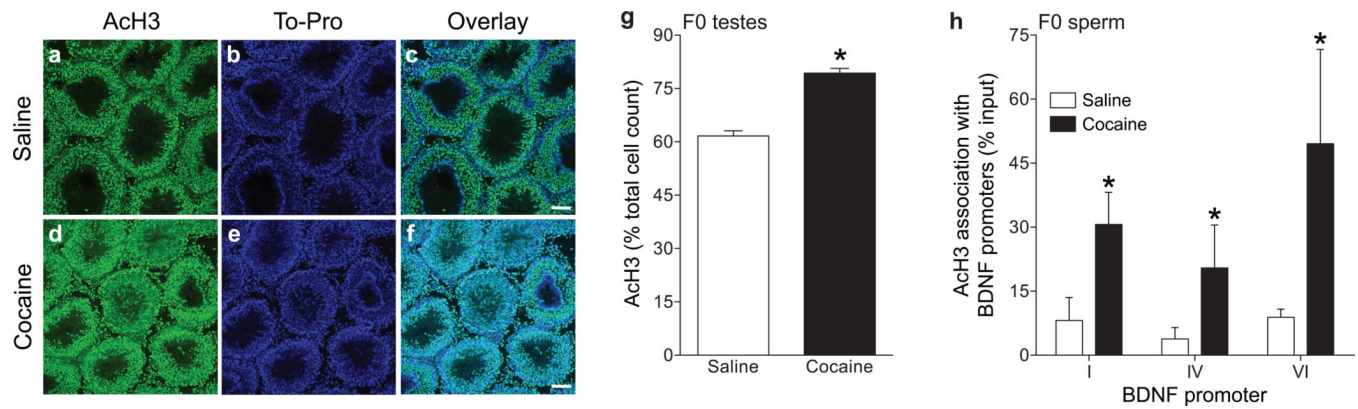 AcH3 To-Pro Overlay
Saline
a b c
Cocaine
d e f
g F0 testes
AcH3 (% total cell count)
90
75
60
45
30
15
0
*
Saline Cocaine
h F0 sperm
AcH3 association with
BDNF promoters (% input)
75
60
45
30
15
0
Saline
Cocaine
* * *
I IV VI
BDNF promoter